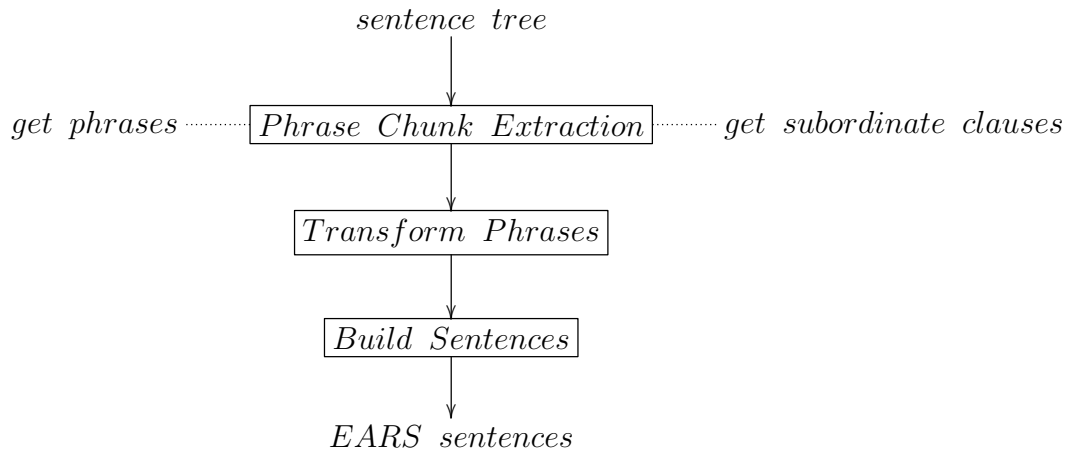 sentence tree
get phrases
Phrase Chunk Extraction
get subordinate clauses
Transform Phrases
Build Sentences
EARS sentences